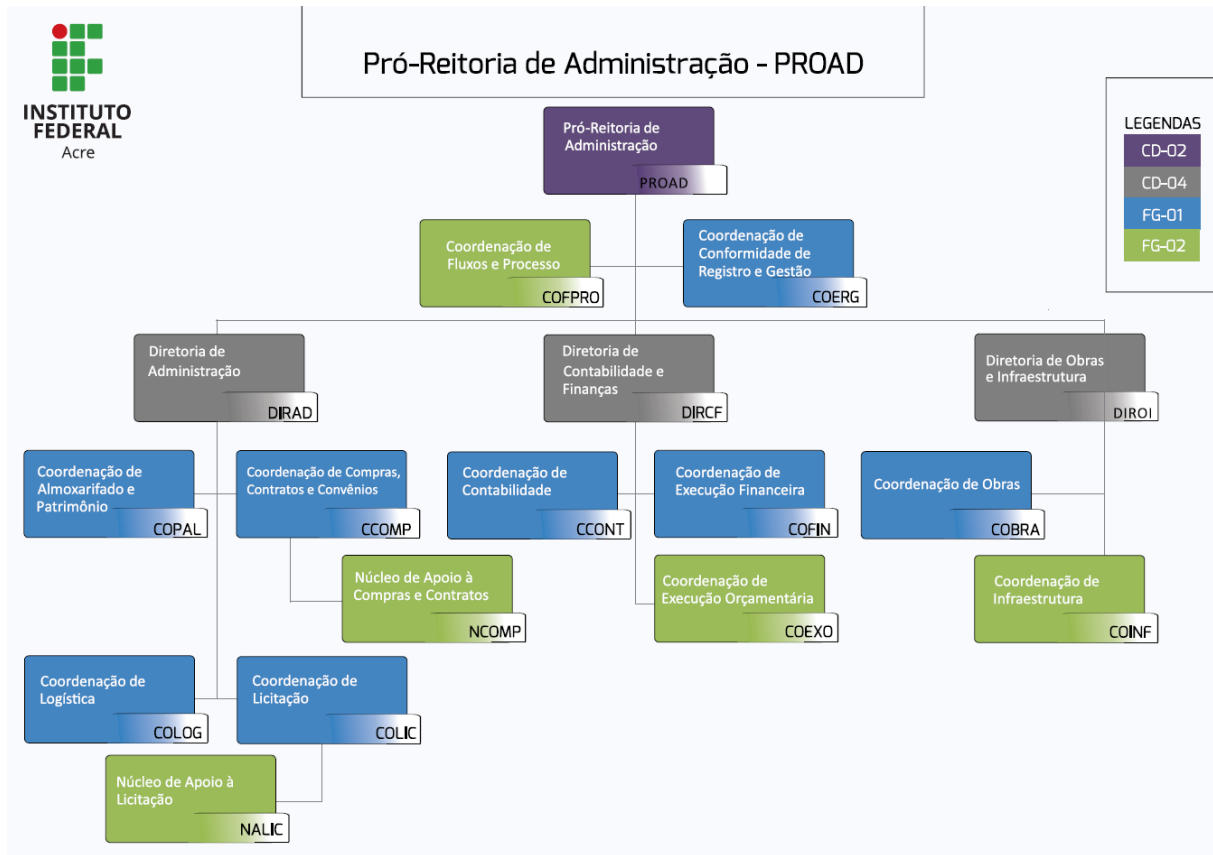 INSTITUTO
FEDERAL
Acre
Pró-Reitoria de Administração - PROAD
LEGENDAS
CD-02
CD-04
FG-01
FG-02
Pró-Reitoria de
Administração
PROAD
Coordenação de
Fluxos e Processo
COFPRO
Coordenação de
Conformidade de
Registro e Gestão
COERG
Diretoria de
Administração
DIRAD
Diretoria de
Contabilidade e
Finanças
DIRCF
Diretoria de Obras
e Infraestrutura
DIROI
Coordenação de
Almoxarifado e
Patrimônio
COPAL
Coordenação de Compras,
Contratos e Convênios
CCOMP
Coordenação de
Contabilidade
CCONT
Coordenação de
Execução Financeira
COFIN
Coordenação de Obras
COBRA
Núcleo de Apoio à
Compras e Contratos
NCOMP
Coordenação de
Execução Orçamentária
COEXO
Coordenação de
Infraestrutura
COINF
Coordenação de
Logística
COLOG
Coordenação de
Licitação
COLIC
Núcleo de Apoio à
Licitação
NALIC